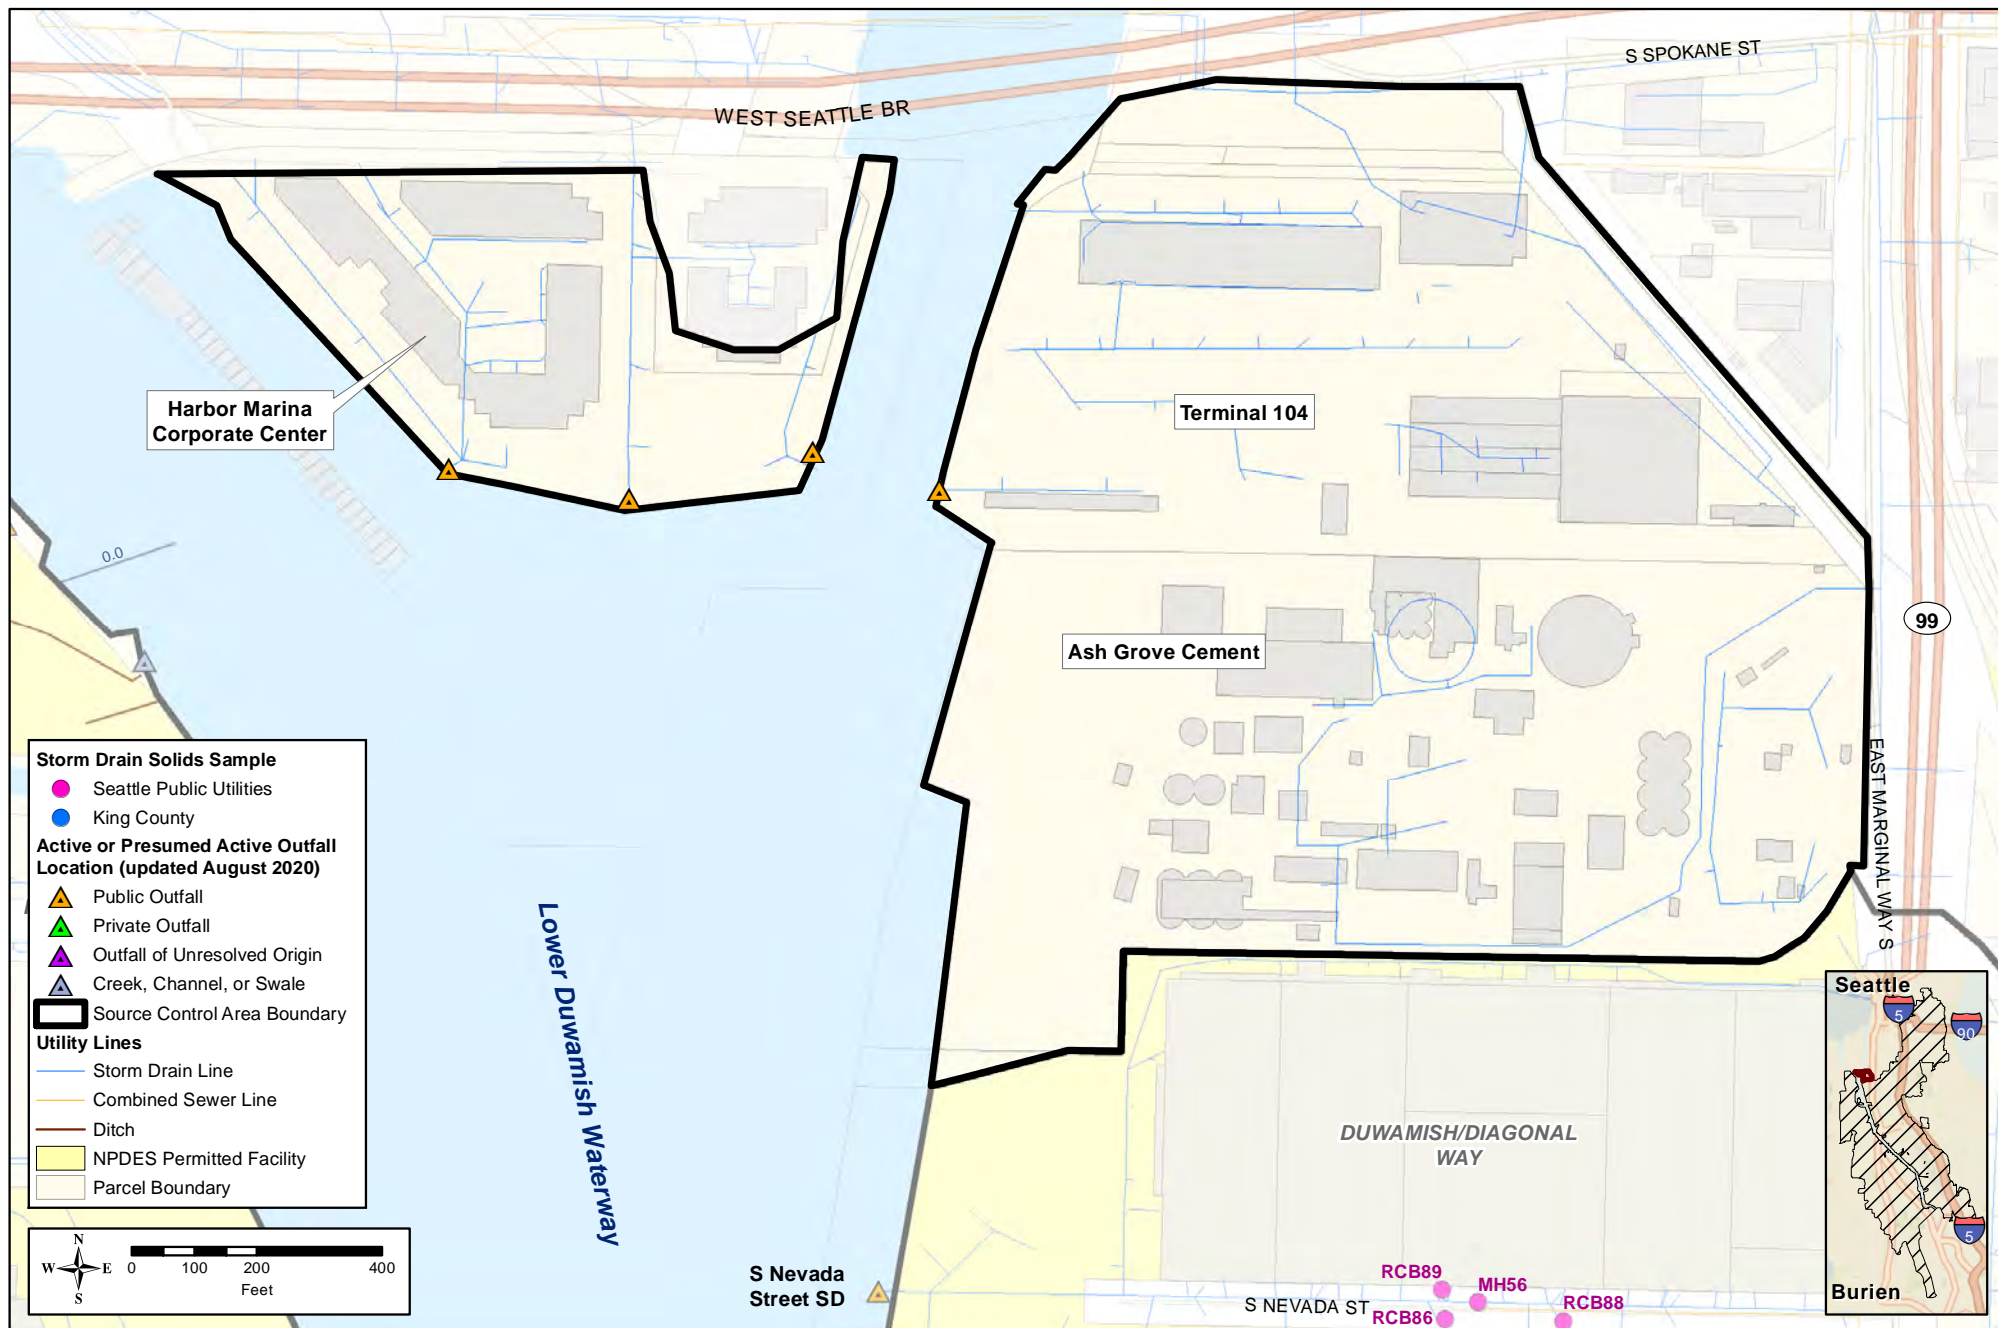 S SPOKANE ST
WEST SEATTLE BR
Harbor Marina
Corporate Center
Terminal 104
0.0
99
Ash Grove Cement
EAST MARGINAL WAY S
Storm Drain Solids Sample
Seattle Public Utilities
King County
Active or Presumed Active Outfall
Location (updated August 2020)
Public Outfall
Private Outfall
Outfall of Unresolved Origin
Creek, Channel, or Swale
Source Control Area Boundary
Utility Lines
Storm Drain Line
Combined Sewer Line
Ditch
NPDES Permitted Facility
Parcel Boundary
Lower Duwamish Waterway
DUWAMISH/DIAGONAL
WAY
Seattle
5
90
5
Burien
N
W E
S
0 100 200 400
Feet
S Nevada
Street SD
S NEVADA ST
RCB89
MH56
RCB86
RCB88